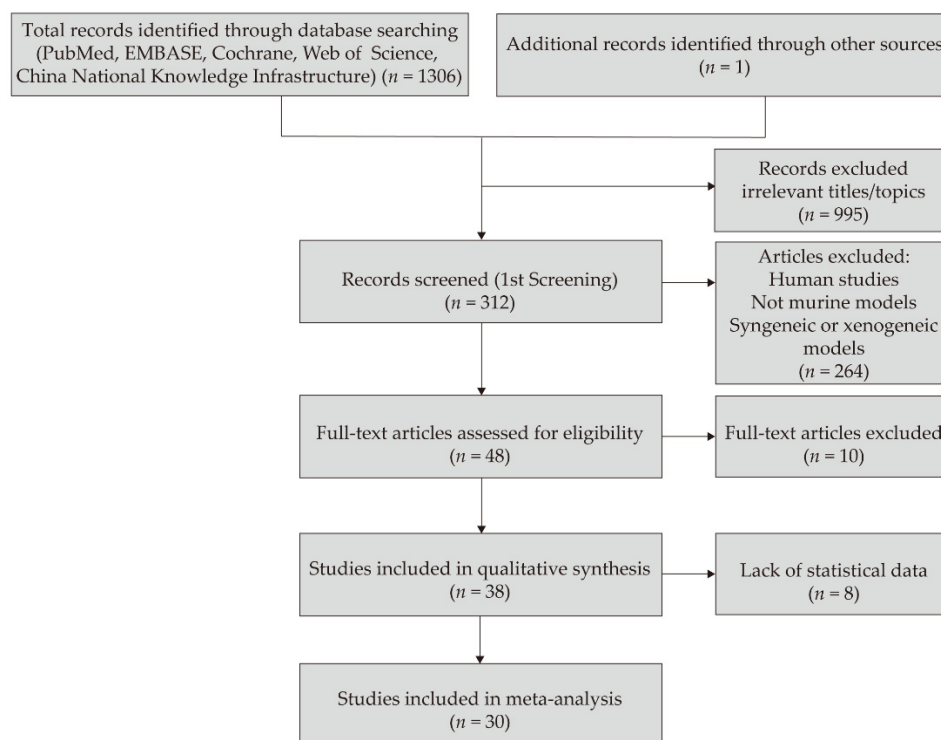 Total records identified through database searching
(PubMed, EMBASE, Cochrane, Web of Science,
China National Knowledge Infrastructure) (n = 1306)
Additional records identified through other sources
(n = 1)
Records excluded
irrelevant titles/topics
(n = 995)
Records screened (1st Screening)
(n = 312)
Articles excluded:
Human studies
Not murine models
Syngeneic or xenogeneic
models
(n = 264)
Full-text articles assessed for eligibility
(n = 48)
Full-text articles excluded
(n = 10)
Studies included in qualitative synthesis
(n = 38)
Lack of statistical data
(n = 8)
Studies included in meta-analysis
(n = 30)